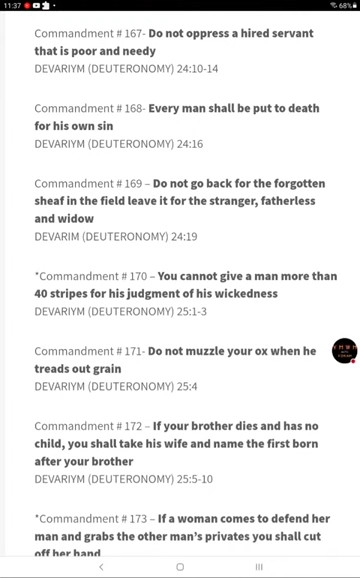 11:37
68%
Commandment # 167- Do not oppress a hired servant
that is poor and needy
DEVARIYM (DEUTERONOMY) 24:10-14
Commandment # 168- Every man shall be put to death
for his own sin
DEVARIYM (DEUTERONOMY) 24:16
Commandment # 169 – Do not go back for the forgotten
sheaf in the field leave it for the stranger, fatherless
and widow
DEVARIM (DEUTERONOMY) 24:19
*Commandment # 170 – You cannot give a man more than
40 stripes for his judgment of his wickedness
DEVARIYM (DEUTERONOMY) 25:1-3
Commandment # 171- Do not muzzle your ox when he
treads out grain
DEVARIYM (DEUTERONOMY) 25:4
Commandment # 172 – If your brother dies and has no
child, you shall take his wife and name the first born
after your brother
DEVARIYM (DEUTERONOMY) 25:5-10
*Commandment # 173 – If a woman comes to defend her
man and grabs the other man's privates you shall cut
off her hand